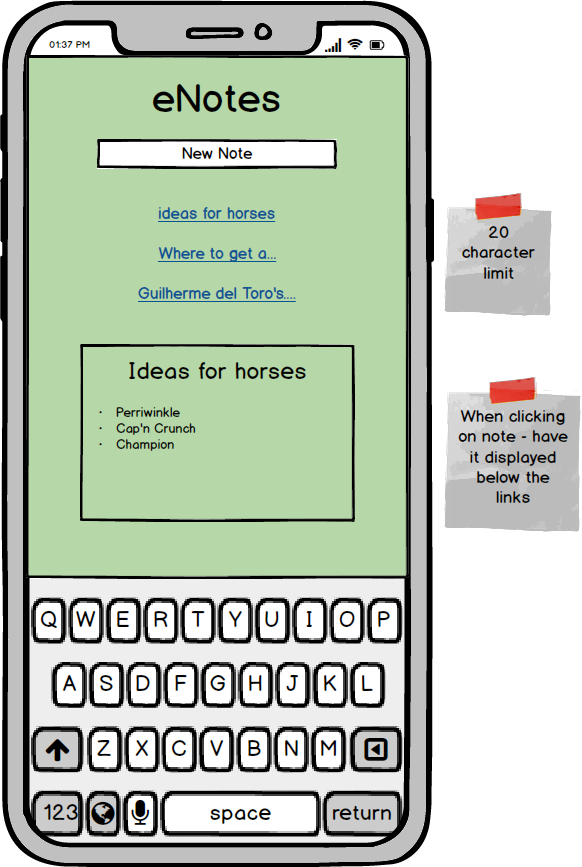 01:37 PM
eNotes
New Note
ideas for horses
Where to get a...
Guilherme del Toro's....
Ideas for horses
· Perriwinkle
· Cap'n Crunch
· Champion
20
character
limit
When clicking
on note - have
it displayed
below the
links
Q W E R T Y U I O P
A S D F G H J K L
Z X C V B N M
123 space return